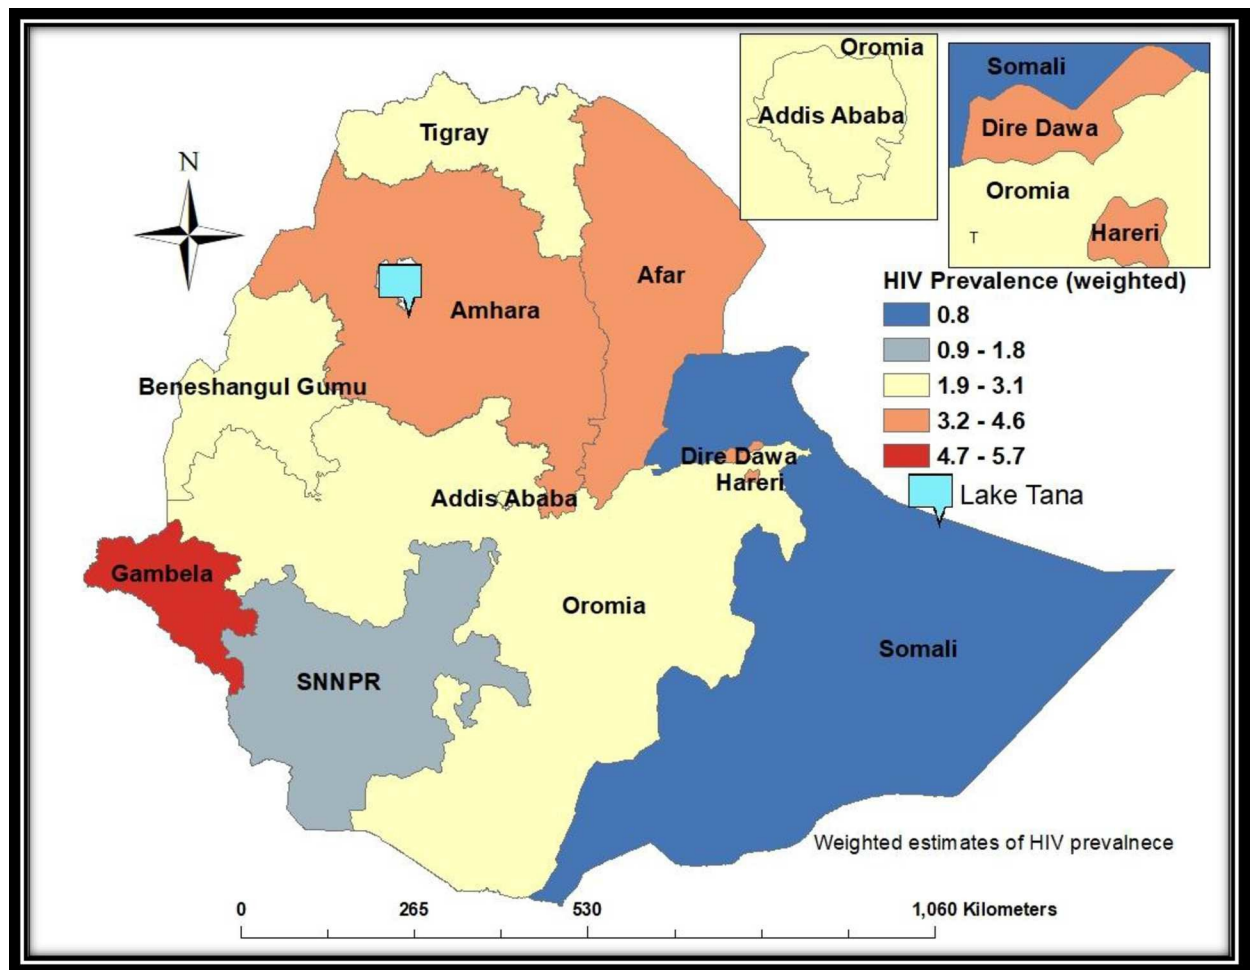 Oromia
Addis Ababa
Somali
Dire Dawa
Oromia
T
Hareri
N
Tigray
Afar
Amhara
Beneshangul Gumu
Dire Dawa
Hareri
Addis Ababa
Gambela
Oromia
SNNPR
Somali
HIV Prevalence (weighted)
0.8
0.9 - 1.8
1.9 - 3.1
3.2 - 4.6
4.7 - 5.7
Lake Tana
Weighted estimates of HIV prevalnece
0 265 530 1,060 Kilometers